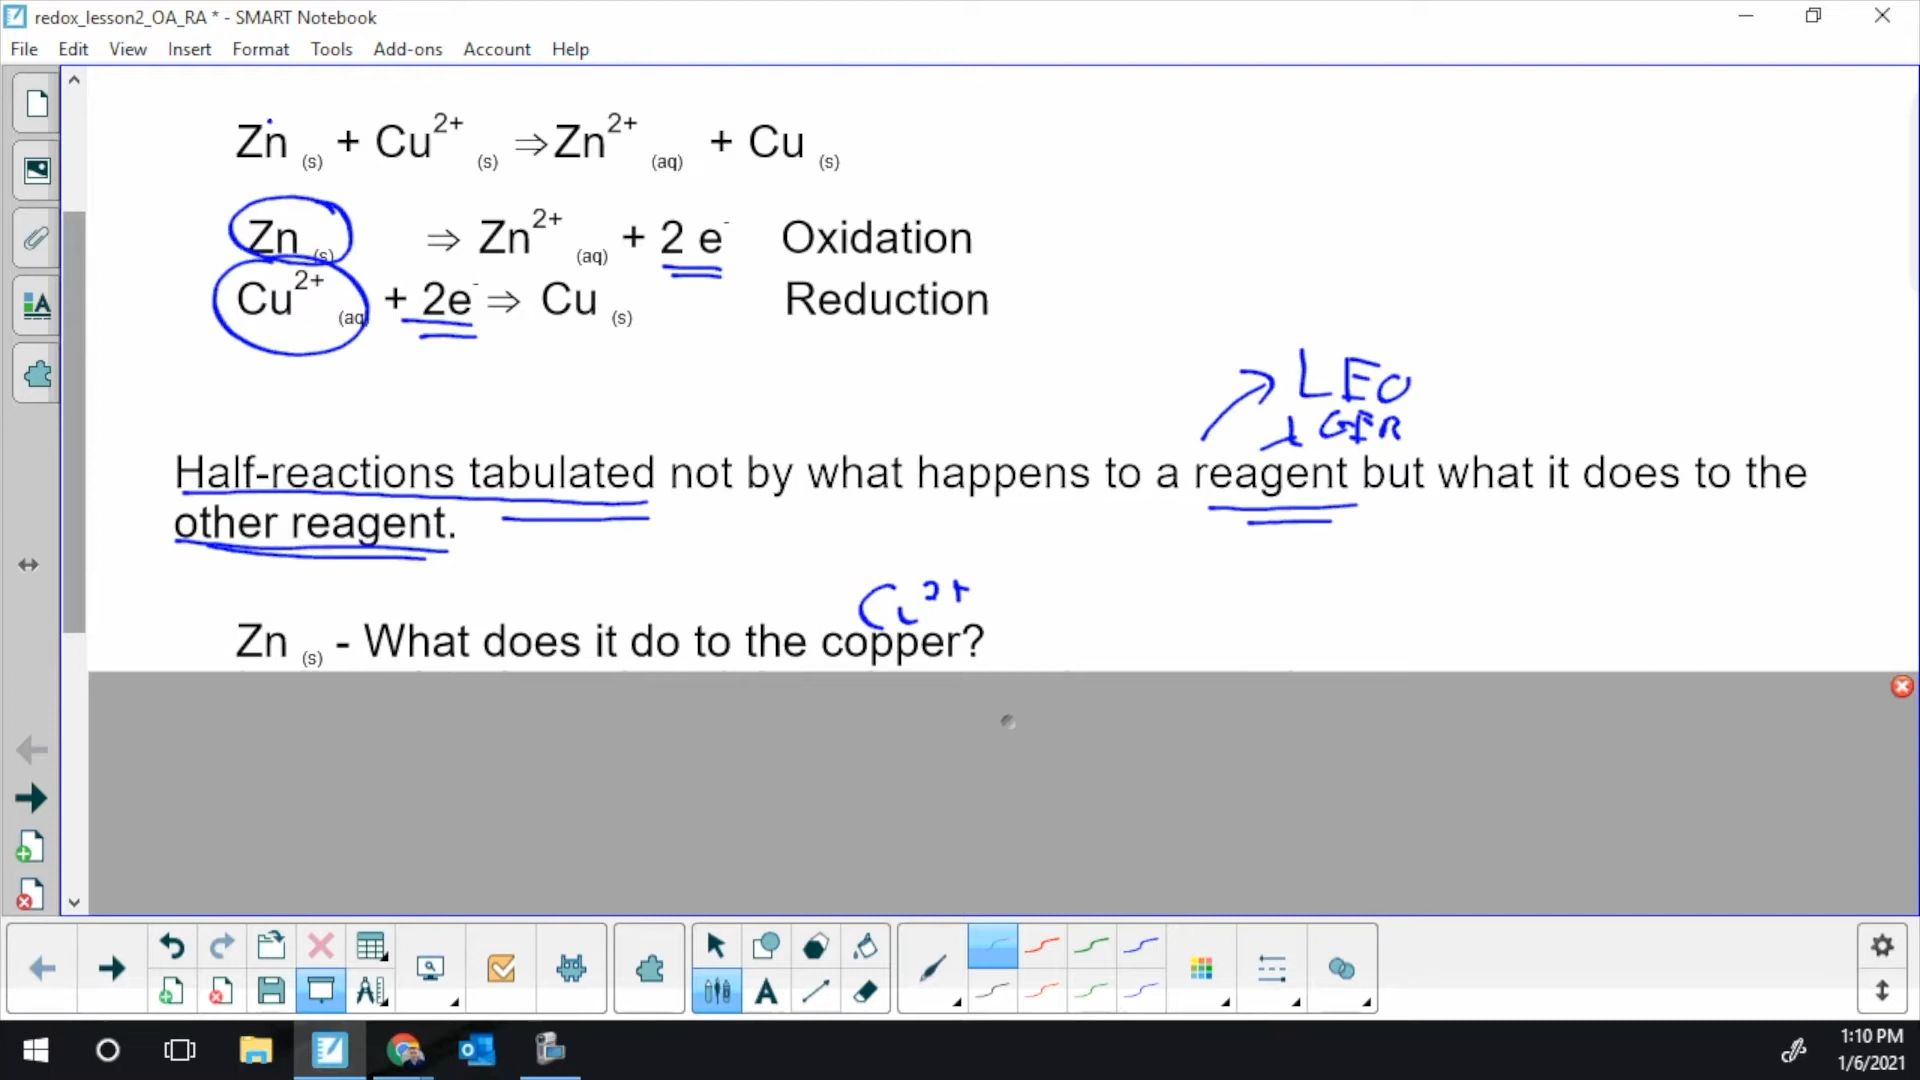 redox_lesson2_OA_RA * - SMART Notebook
File Edit View Insert Format Tools Add-ons Account Help
Zn (s) + Cu2+ (s) ⇒ Zn2+ (aq) + Cu (s)
Zn (s) ⇒ Zn2+ (aq) + 2 e- Oxidation
Cu2+ (aq) + 2e- ⇒ Cu (s) Reduction
LEO
GER
Half-reactions tabulated not by what happens to a reagent but what it does to the
other reagent.
Cu2+
Zn (s) - What does it do to the copper?
1:10 PM
1/6/2021